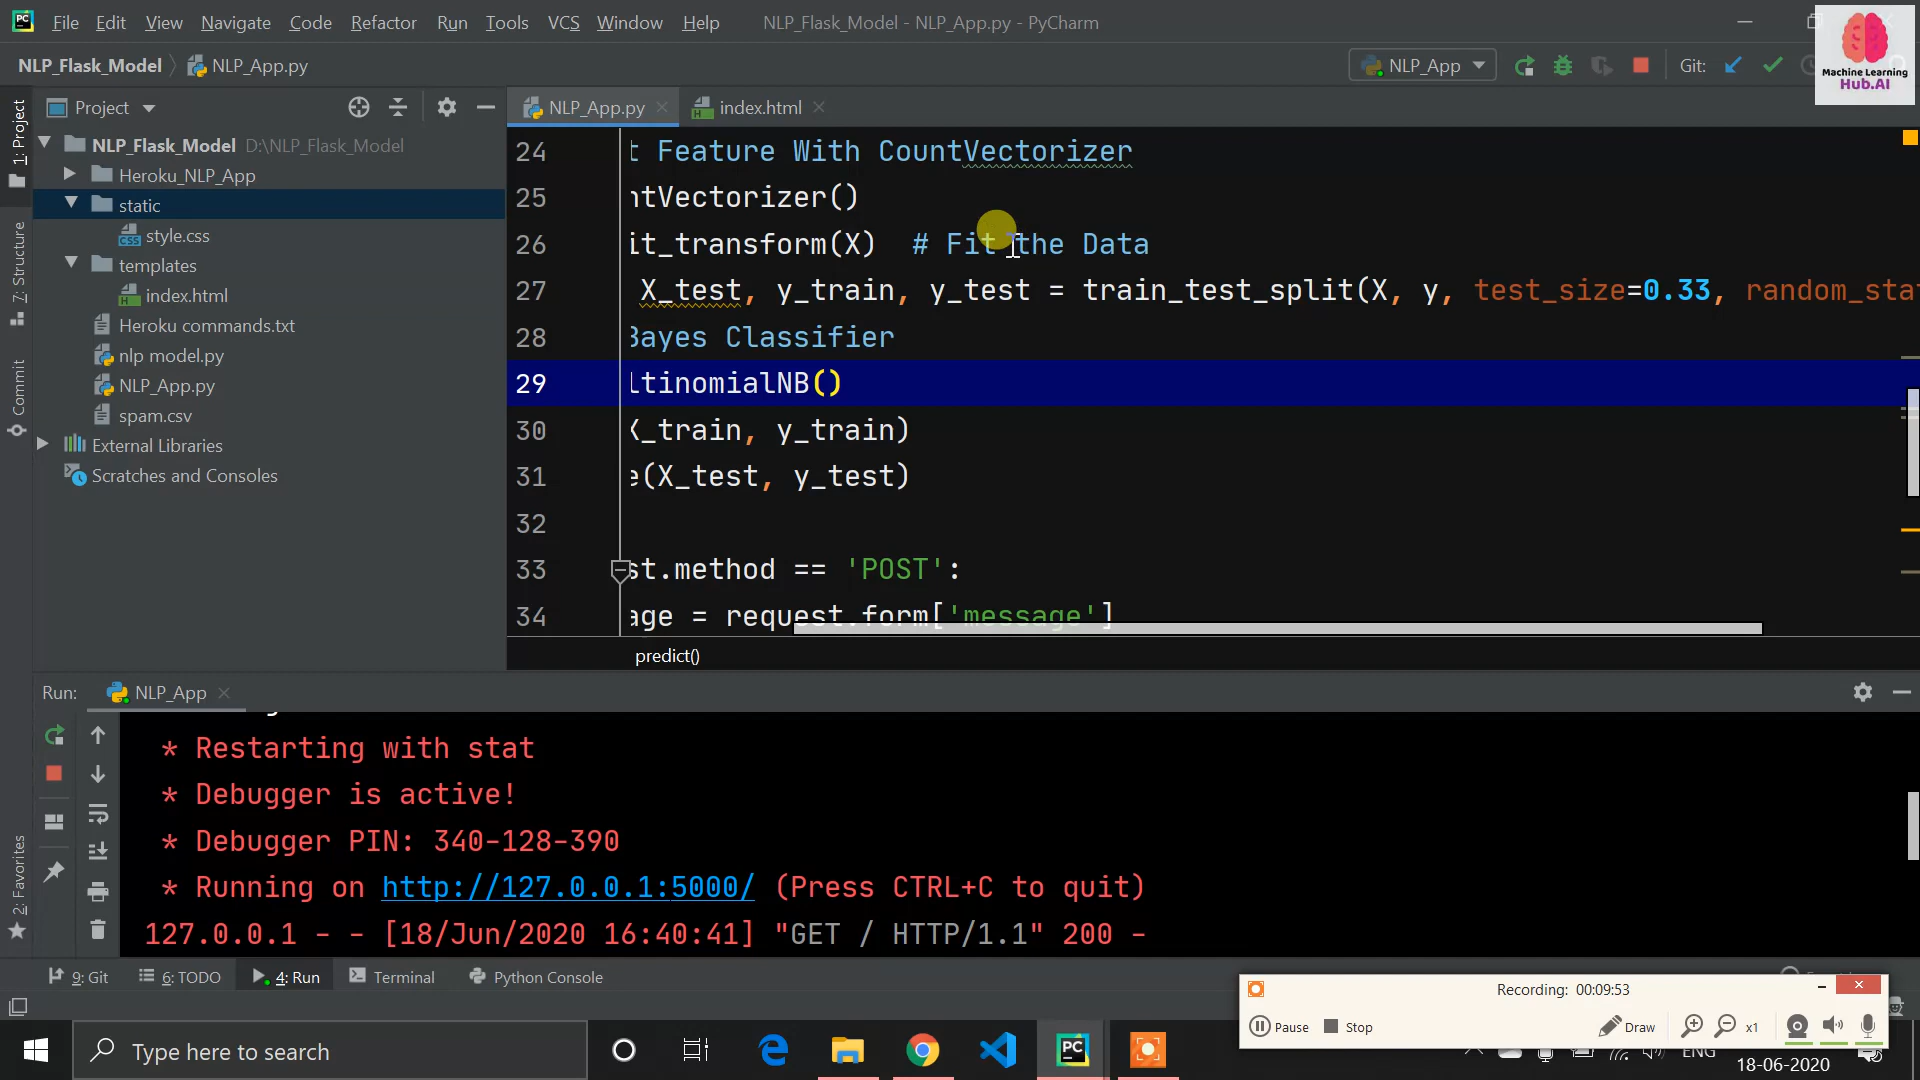 File Edit View Navigate Code Refactor Run Tools VCS Window Help NLP_Flask_Model - NLP_App.py - PyCharm
NLP_Flask_Model NLP_App.py NLP_App Git:
Machine Learning
Hub.AI
Project
NLP_App.py index.html
1: Project
7: Structure
Commit
2: Favorites
NLP_Flask_Model D:\NLP_Flask_Model
Heroku_NLP_App
static
style.css
templates
index.html
Heroku commands.txt
nlp model.py
NLP_App.py
spam.csv
External Libraries
Scratches and Consoles
24 t Feature With CountVectorizer
25 ntVectorizer()
26 it_transform(X) # Fit the Data
27 X_test, y_train, y_test = train_test_split(X, y, test_size=0.33, random_stat
28 Bayes Classifier
29 ltinomialNB()
30 X_train, y_train)
31 e(X_test, y_test)
32
33 st.method == 'POST':
34 age = request.form['message']
predict()
Run: NLP_App
* Restarting with stat
* Debugger is active!
* Debugger PIN: 340-128-390
* Running on http://127.0.0.1:5000/ (Press CTRL+C to quit)
127.0.0.1 - - [18/Jun/2020 16:40:41] "GET / HTTP/1.1" 200 -
9: Git 6: TODO 4: Run Terminal Python Console
Recording: 00:09:53
Pause Stop Draw x1
Type here to search
PC
ENG
18-06-2020